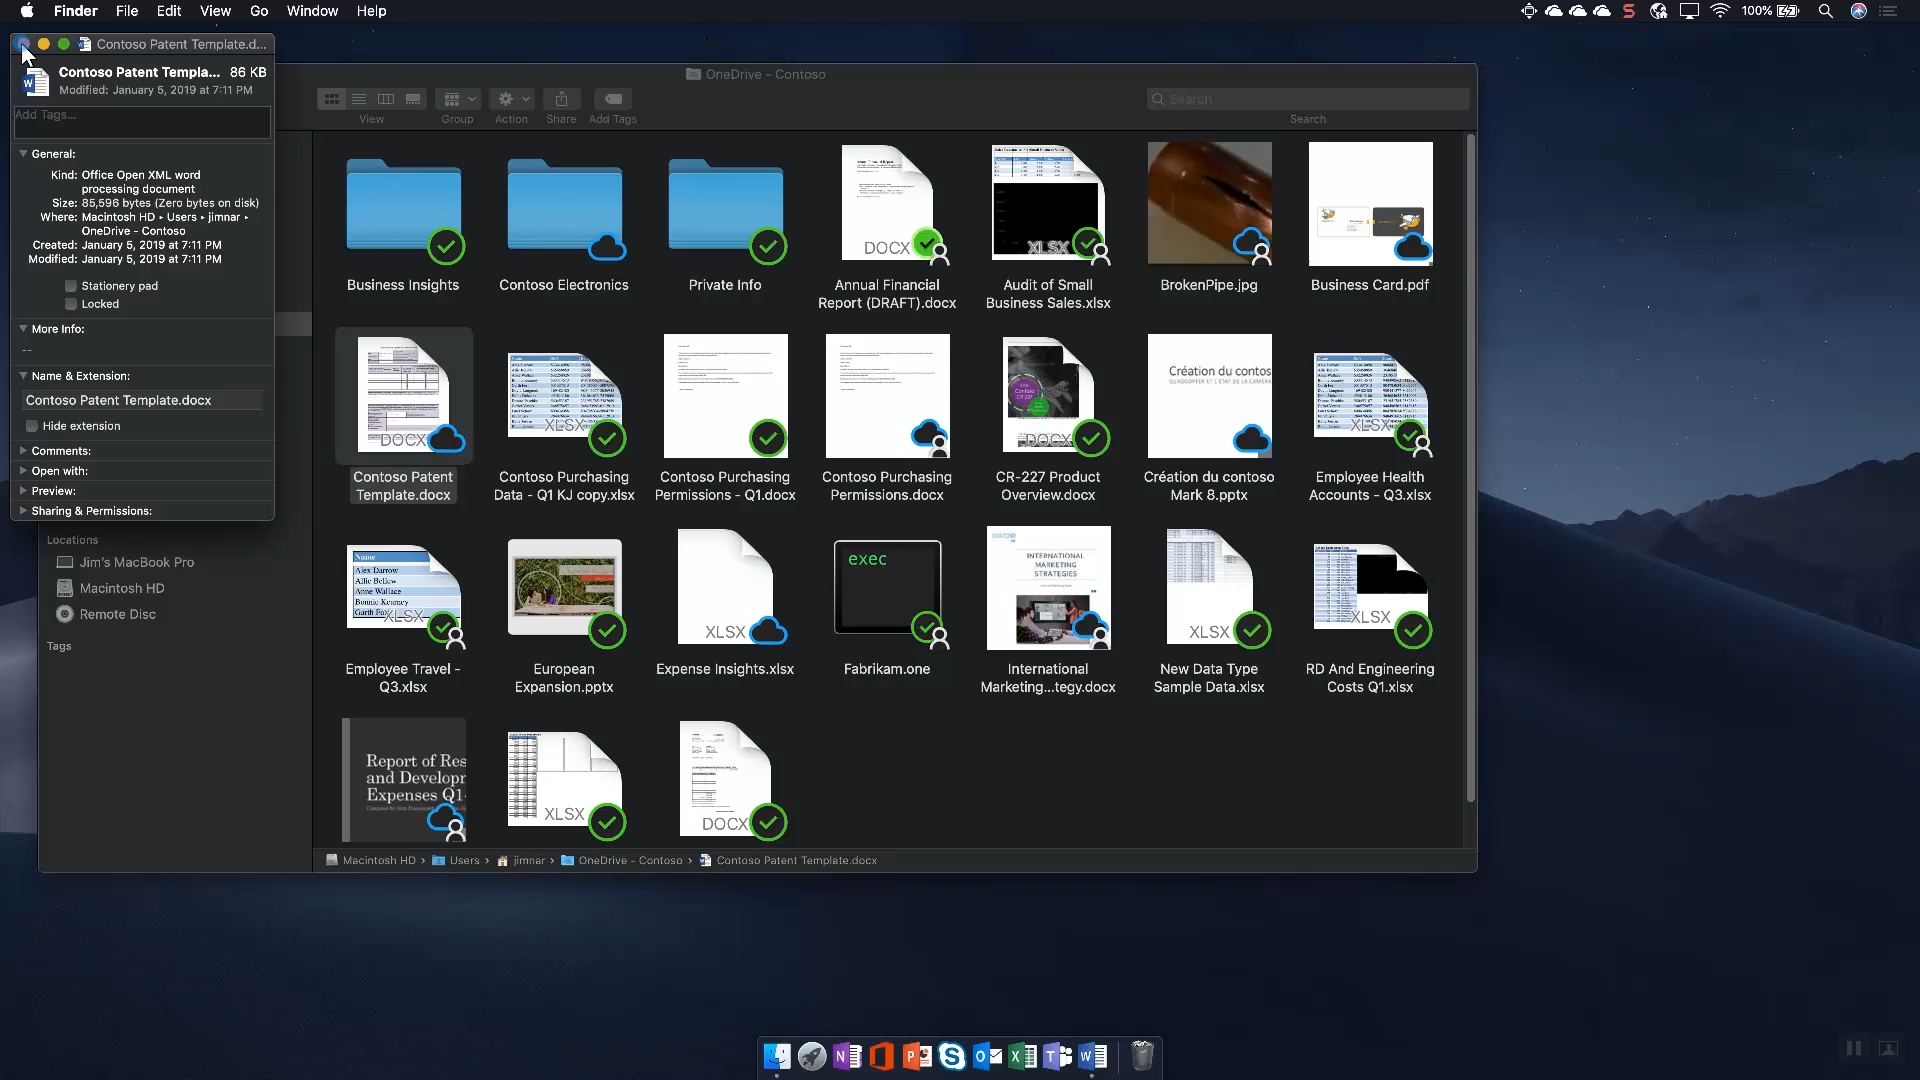 Finder File Edit View Go Window Help
100%
Contoso Patent Template.d...
Contoso Patent Templa... 86 KB
Modified: January 5, 2019 at 7:11 PM
Add Tags...
General:
Kind: Office Open XML word
processing document
Size: 85,596 bytes (Zero bytes on disk)
Where: Macintosh HD ▸ Users ▸ jimnar ▸
OneDrive - Contoso
Created: January 5, 2019 at 7:11 PM
Modified: January 5, 2019 at 7:11 PM
Stationery pad
Locked
More Info:
--
Name & Extension:
Contoso Patent Template.docx
Hide extension
Comments:
Open with:
Preview:
Sharing & Permissions:
Locations
Jim's MacBook Pro
Macintosh HD
Remote Disc
Tags
OneDrive - Contoso
View Group Action Share Add Tags
Search
Search
DOCX XLSX
Business Insights
Contoso Electronics
Private Info
Annual Financial
Report (DRAFT).docx
Audit of Small
Business Sales.xlsx
BrokenPipe.jpg
Business Card.pdf
DOCX XLSX DOCX XLSX
Création du contos
Contoso Patent
Template.docx
Contoso Purchasing
Data - Q1 KJ copy.xlsx
Contoso Purchasing
Permissions - Q1.docx
Contoso Purchasing
Permissions.docx
CR-227 Product
Overview.docx
Création du contoso
Mark 8.pptx
Employee Health
Accounts - Q3.xlsx
Name
Alex Darrow
Allie Bellew
Anne Wallace
Bonnie Kearney
XLSX
XLSX
exec
INTERNATIONAL
MARKETING
STRATEGIES
XLSX
XLSX
Employee Travel -
Q3.xlsx
European
Expansion.pptx
Expense Insights.xlsx
Fabrikam.one
International
Marketing...tegy.docx
New Data Type
Sample Data.xlsx
RD And Engineering
Costs Q1.xlsx
Report of Res
and Developm
Expenses Q1-
XLSX
DOCX
Macintosh HD › Users › jimnar › OneDrive - Contoso › Contoso Patent Template.docx